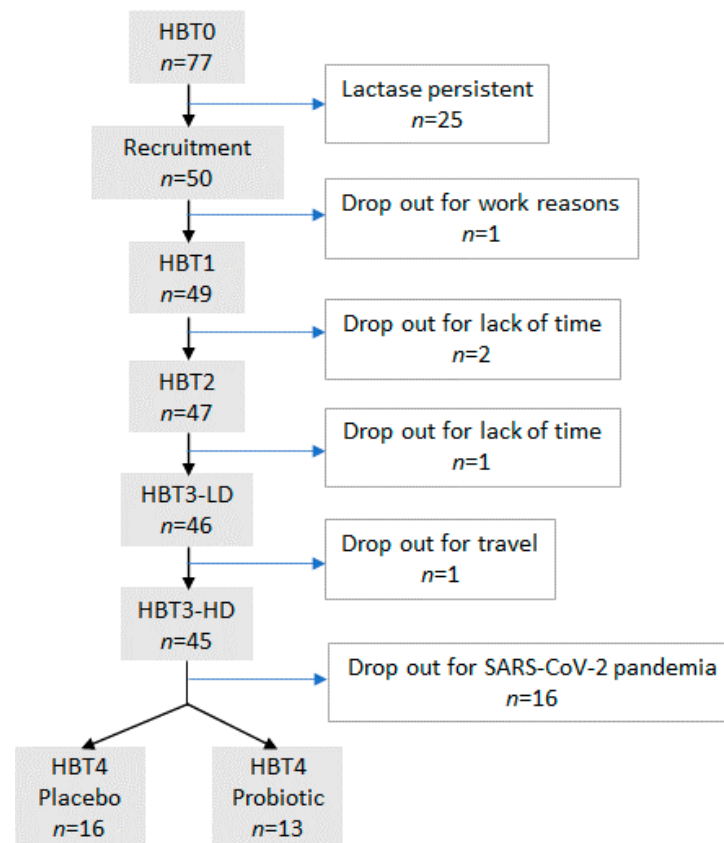 HBT0
n=77
Lactase persistent
n=25
Recruitment
n=50
Drop out for work reasons
n=1
HBT1
n=49
Drop out for lack of time
n=2
HBT2
n=47
Drop out for lack of time
n=1
HBT3-LD
n=46
Drop out for travel
n=1
HBT3-HD
n=45
Drop out for SARS-CoV-2 pandemia
n=16
HBT4
Placebo
n=16
HBT4
Probiotic
n=13